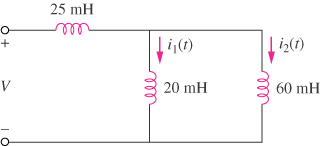 25 mH
+
i₁(t)
i₂(t)
V
20 mH
60 mH
−